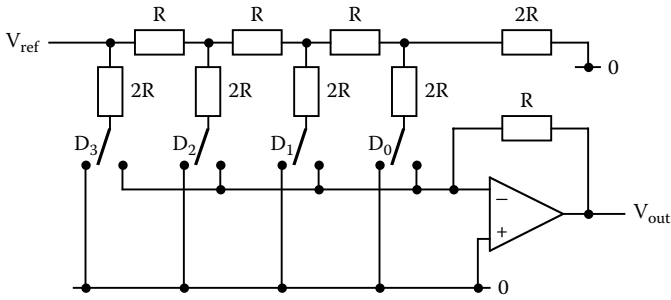 R R R 2R
V_ref
0
2R 2R 2R 2R
R
D_3 D_2 D_1 D_0
−
V_out
+
0